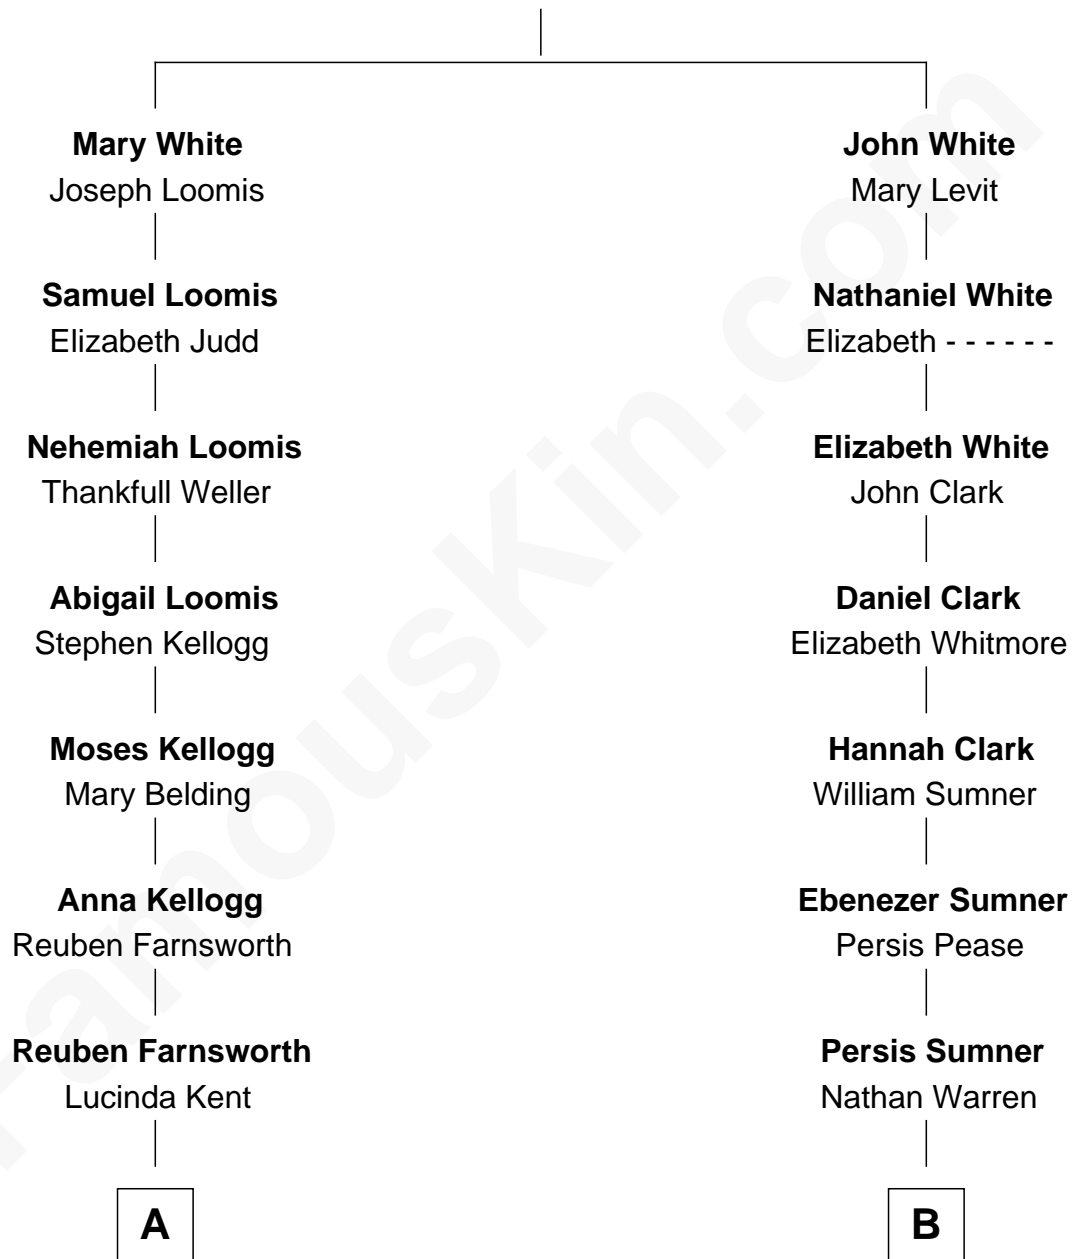 Mary White
Joseph Loomis
Samuel Loomis
Elizabeth Judd
Nehemiah Loomis
Thankfull Weller
Abigail Loomis
Stephen Kellogg
Moses Kellogg
Mary Belding
Anna Kellogg
Reuben Farnsworth
Reuben Farnsworth
Lucinda Kent
A
John White
Mary Levit
Nathaniel White
Elizabeth - - - - - -
Elizabeth White
John Clark
Daniel Clark
Elizabeth Whitmore
Hannah Clark
William Sumner
Ebenezer Sumner
Persis Pease
Persis Sumner
Nathan Warren
B
FamousKin.com